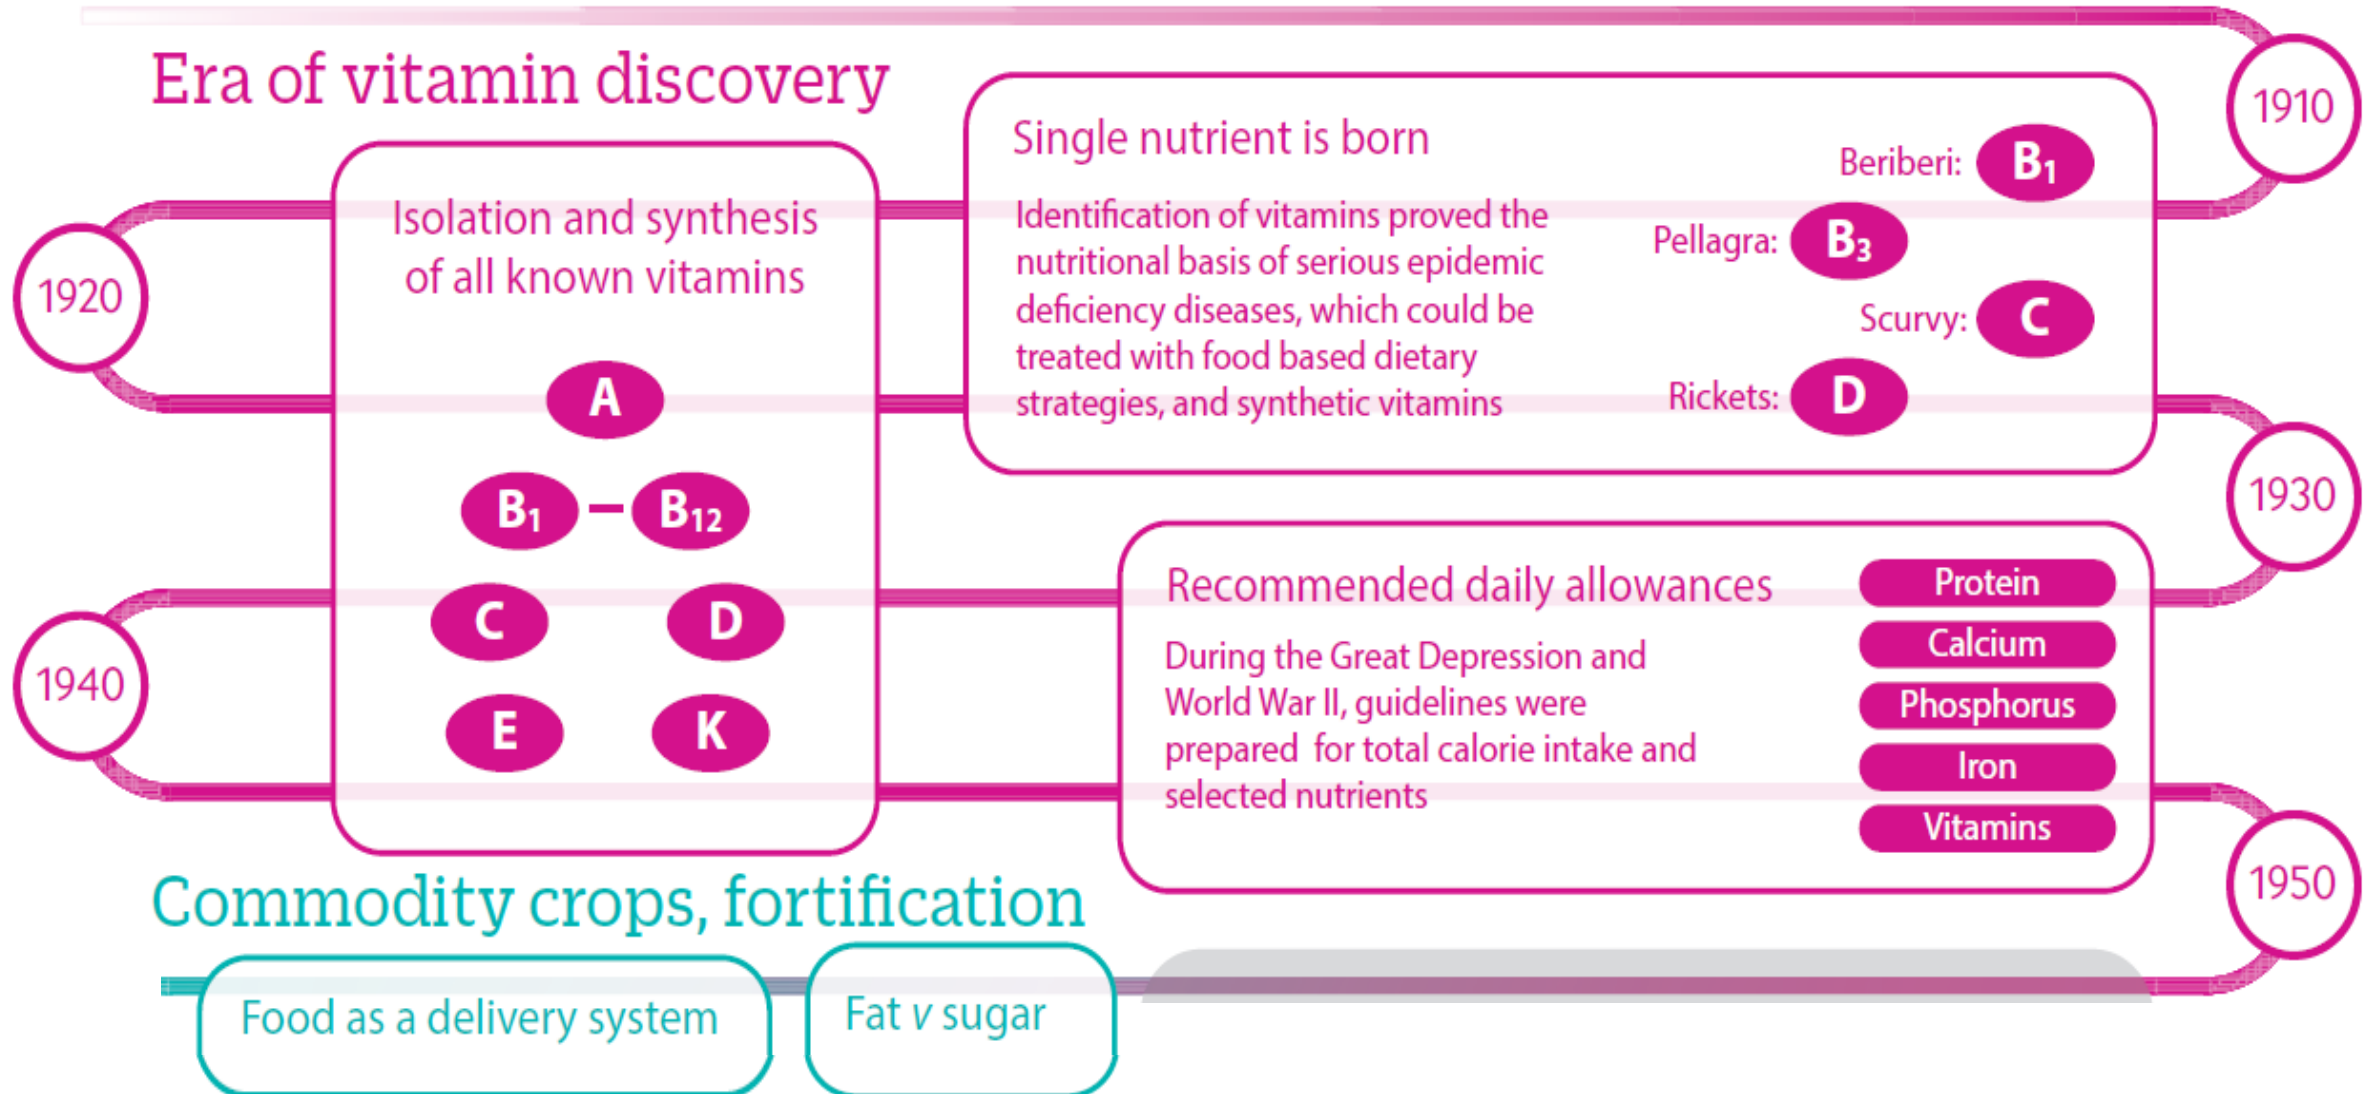 Era of vitamin discovery
1910
Single nutrient is born
Identification of vitamins proved the
nutritional basis of serious epidemic
deficiency diseases, which could be
treated with food based dietary
strategies, and synthetic vitamins
Beriberi: B1
Pellagra: B3
Scurvy: C
Rickets: D
1920
Isolation and synthesis
of all known vitamins
A
B1 – B12
C D
E K
1930
Recommended daily allowances
During the Great Depression and
World War II, guidelines were
prepared for total calorie intake and
selected nutrients
Protein
Calcium
Phosphorus
Iron
Vitamins
1940
1950
Commodity crops, fortification
Food as a delivery system
Fat v sugar